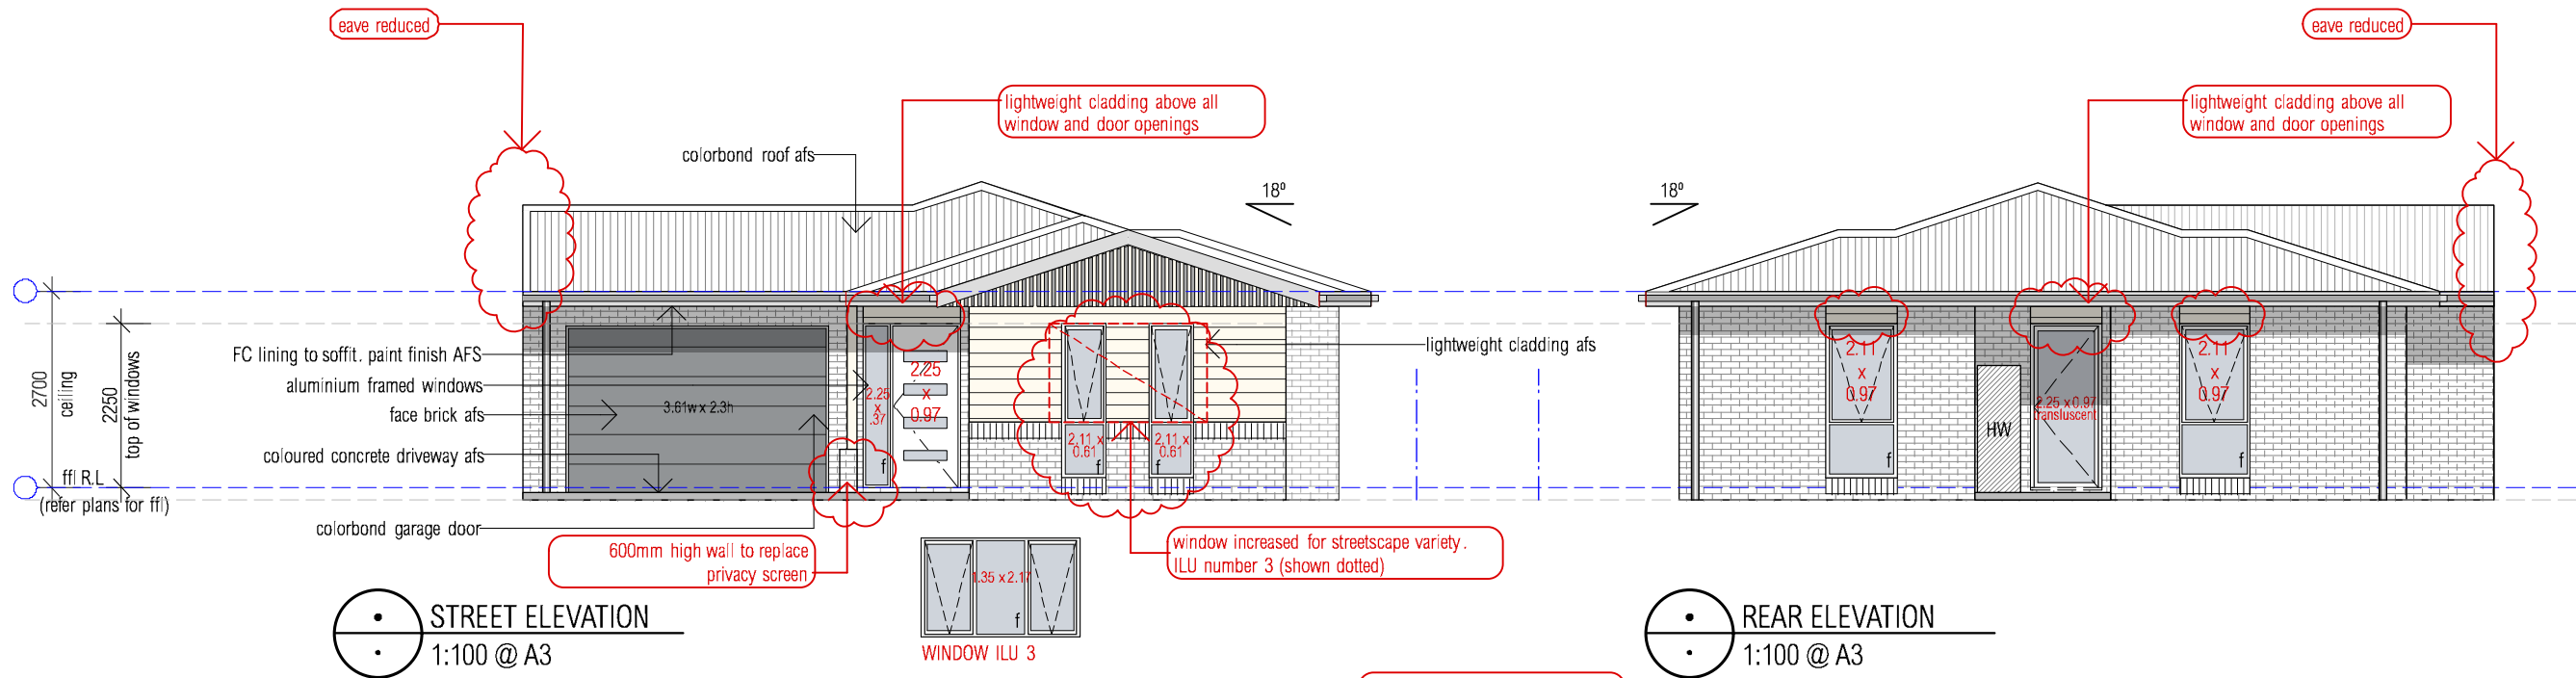 eave reduced
eave reduced
lightweight cladding above all
window and door openings
lightweight cladding above all
window and door openings
colorbond roof afs
18º
18º
2700
ceiling
2250
top of windows
ffl R.L
(refer plans for ffl)
FC lining to soffit. paint finish AFS
aluminium framed windows
face brick afs
coloured concrete driveway afs
colorbond garage door
3.61w x 2.3h
2.25
x
.37
f
2.25
x
0.97
2.11 x
0.61
f
2.11 x
0.61
f
lightweight cladding afs
2.11
x
0.97
f
HW
2.25 x 0.97
transluscent
2.11
x
0.97
f
600mm high wall to replace
privacy screen
window increased for streetscape variety.
ILU number 3 (shown dotted)
1.35 x 2.17
f
WINDOW ILU 3
STREET ELEVATION
1:100 @ A3
REAR ELEVATION
1:100 @ A3